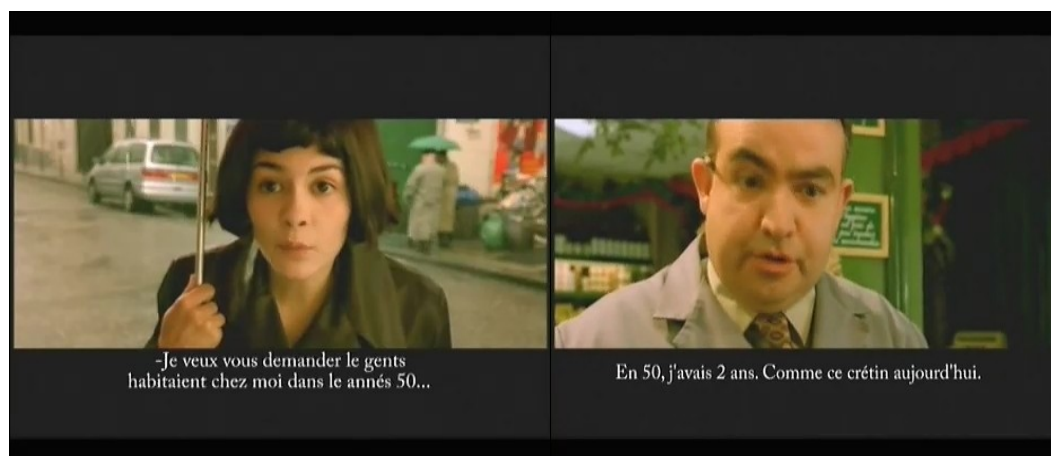 -Je veux vous demander le gents
habitaient chez moi dans le annés 50...
En 50, j'avais 2 ans. Comme ce crétin aujourd'hui.